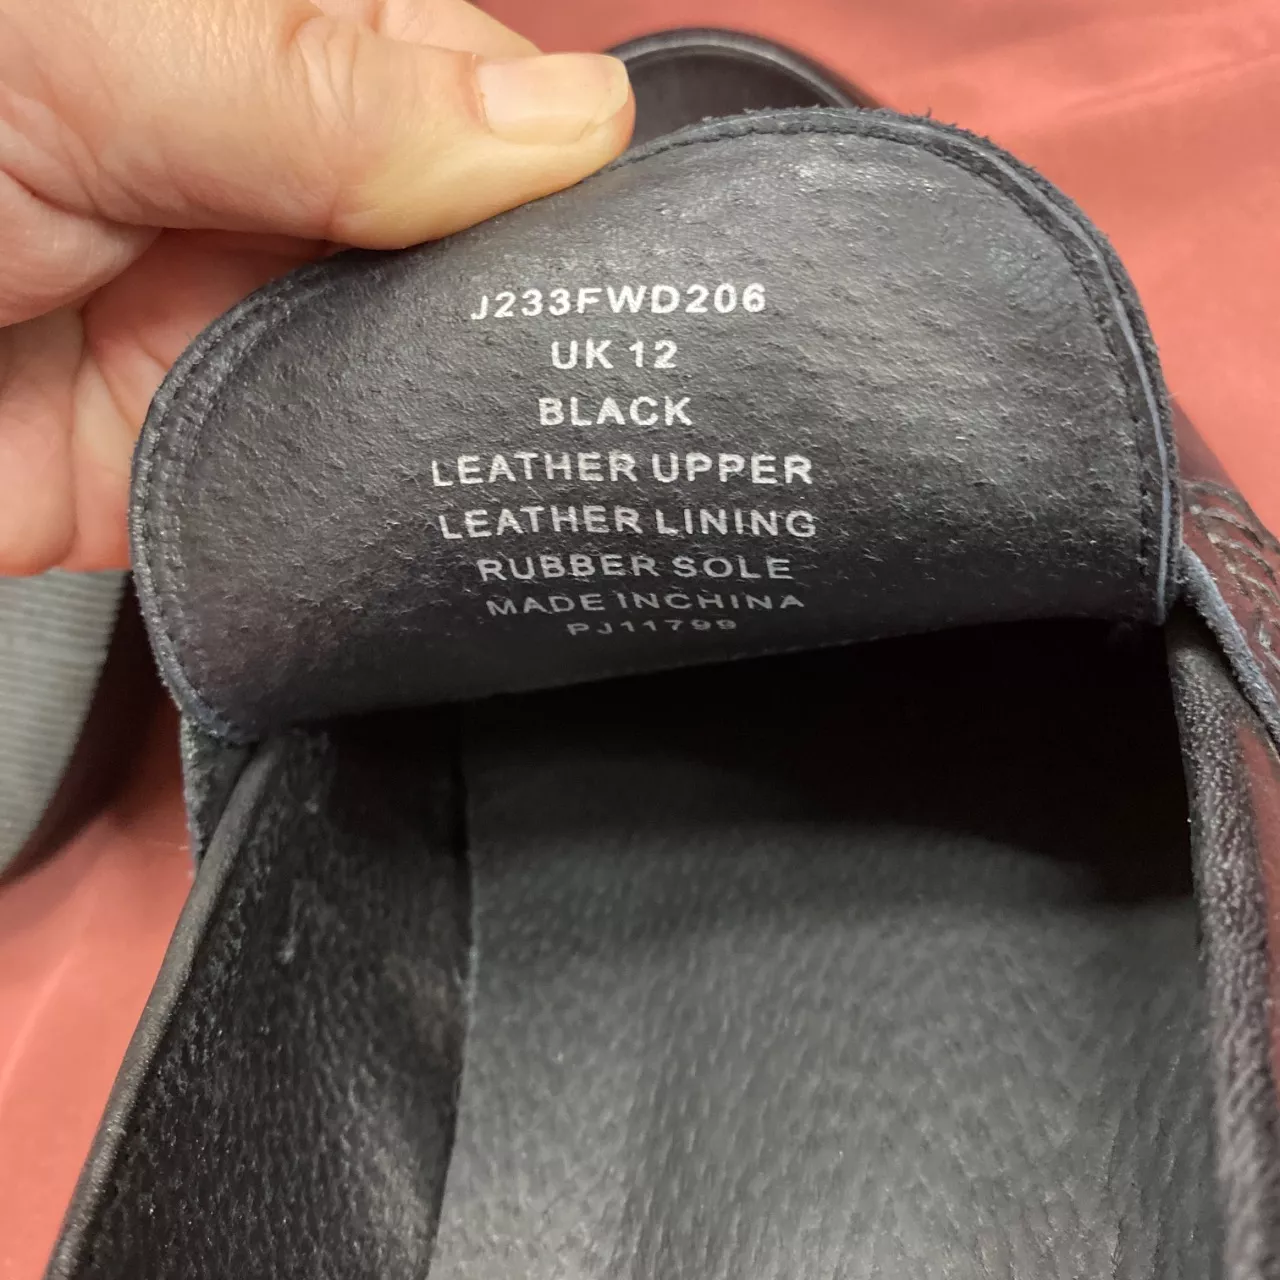 J233FWD206
UK 12
BLACK
LEATHER UPPER
LEATHER LINING
RUBBER SOLE
MADE IN CHINA
PJ11799